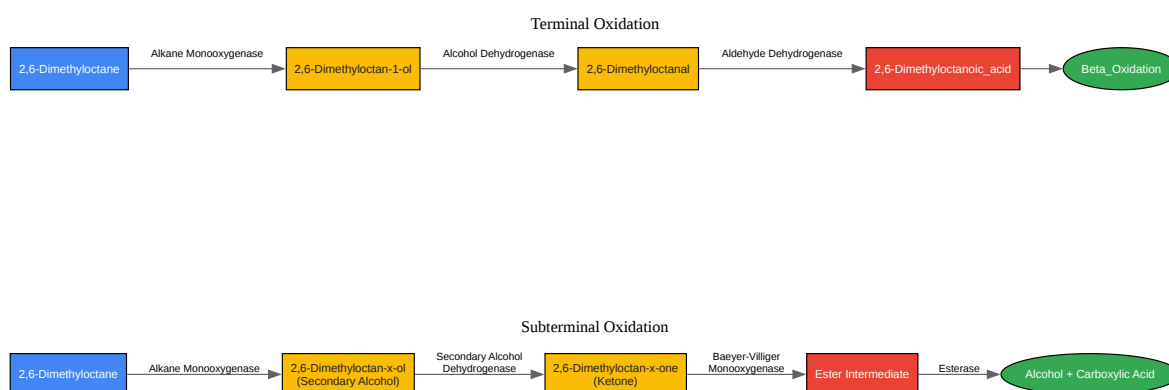 Terminal Oxidation
2,6-Dimethyloctane
Alkane Monooxygenase
2,6-Dimethyloctan-1-ol
Alcohol Dehydrogenase
2,6-Dimethyloctanal
Aldehyde Dehydrogenase
2,6-Dimethyloctanoic_acid
Beta_Oxidation
Subterminal Oxidation
2,6-Dimethyloctane
Alkane Monooxygenase
2,6-Dimethyloctan-x-ol
(Secondary Alcohol)
Secondary Alcohol
Dehydrogenase
2,6-Dimethyloctan-x-one
(Ketone)
Baeyer-Villiger
Monooxygenase
Ester Intermediate
Esterase
Alcohol + Carboxylic Acid